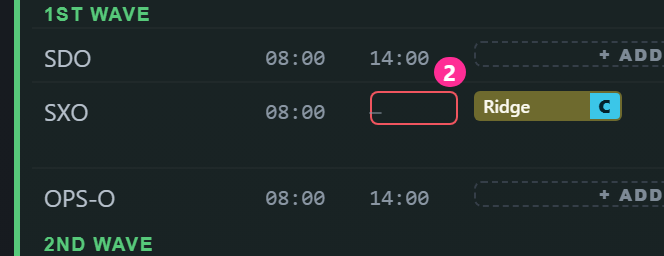 1ST WAVE
SDO 08:00 14:00 + ADD
2
SXO 08:00 — Ridge C
OPS-O 08:00 14:00 + ADD
2ND WAVE